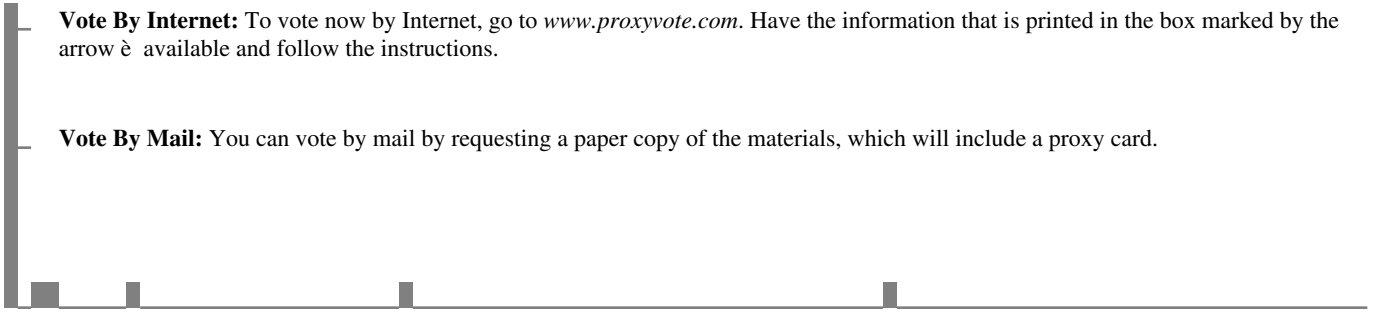 Vote By Internet: To vote now by Internet, go to www.proxyvote.com. Have the information that is printed in the box marked by the
arrow è available and follow the instructions.
Vote By Mail: You can vote by mail by requesting a paper copy of the materials, which will include a proxy card.